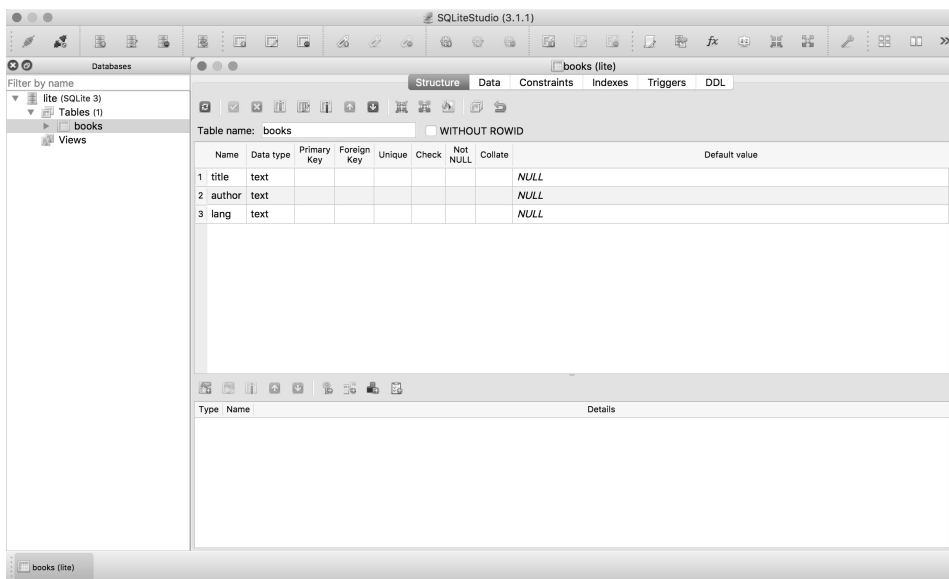 SQLiteStudio (3.1.1)
Databases
Filter by name
lite (SQLite 3)
Tables (1)
books
Views
books (lite)
Structure Data Constraints Indexes Triggers DDL
Table name: books WITHOUT ROWID
Name Data type Primary Key Foreign Key Unique Check Not NULL Collate Default value
1 title text NULL
2 author text NULL
3 lang text NULL
Type Name Details
books (lite)